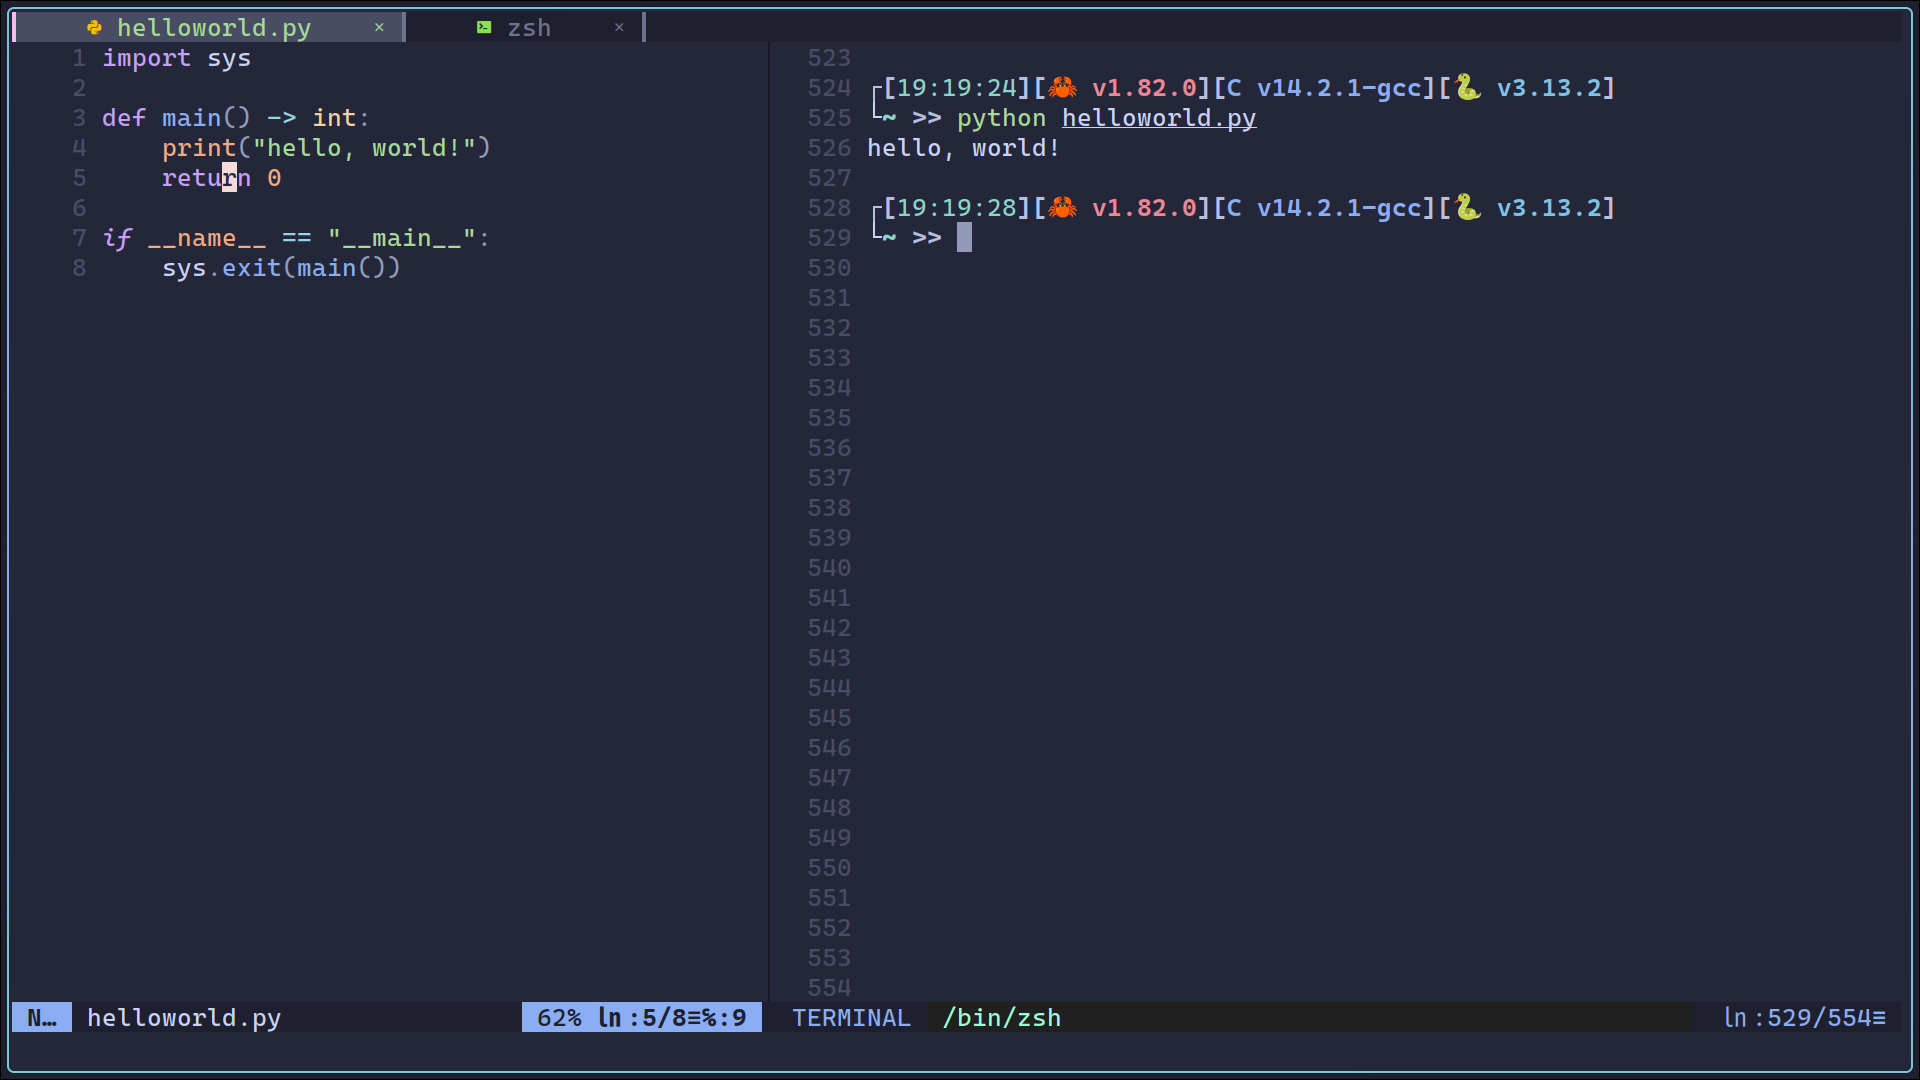 helloworld.py × zsh ×
1 import sys
2
3 def main() -> int:
4     print("hello, world!")
5     return 0
6
7 if __name__ == "__main__":
8     sys.exit(main())
62% ln :5/8≡%:9
N… helloworld.py
523
524 ┌[19:19:24][🦀 v1.82.0][C v14.2.1-gcc][🐍 v3.13.2]
525 └~ >> python helloworld.py
526 hello, world!
527
528 ┌[19:19:28][🦀 v1.82.0][C v14.2.1-gcc][🐍 v3.13.2]
529 └~ >>
530
531
532
533
534
535
536
537
538
539
540
541
542
543
544
545
546
547
548
549
550
551
552
553
554
TERMINAL /bin/zsh ln :529/554≡